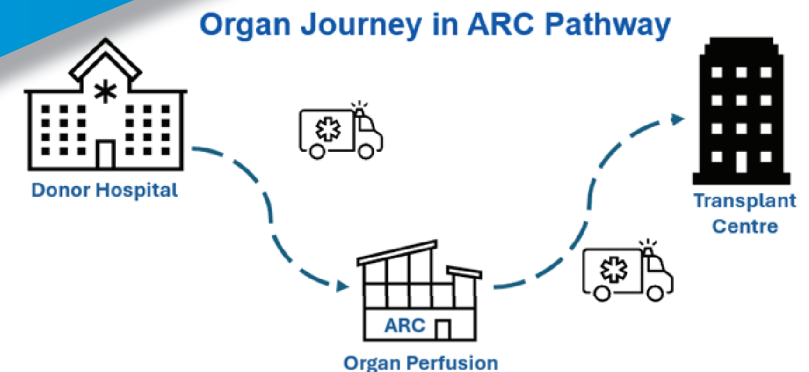 Organ Journey in ARC Pathway
Donor Hospital
Transplant
Centre
ARC
Organ Perfusion